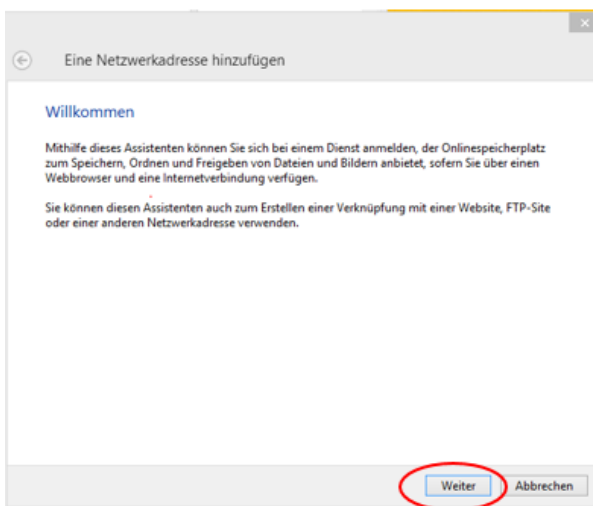 Eine Netzwerkadresse hinzufügen
Willkommen
Mithilfe dieses Assistenten können Sie sich bei einem Dienst anmelden, der Onlinespeicherplatz
zum Speichern, Ordnen und Freigeben von Dateien und Bildern anbietet, sofern Sie über einen
Webbrowser und eine Internetverbindung verfügen.
Sie können diesen Assistenten auch zum Erstellen einer Verknüpfung mit einer Website, FTP-Site
oder einer anderen Netzwerkadresse verwenden.
Weiter Abbrechen